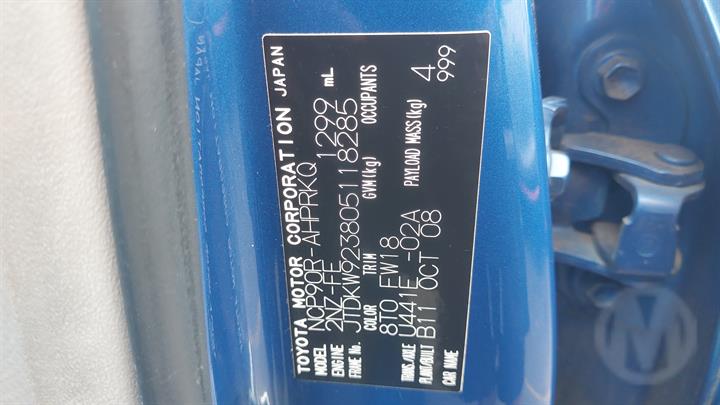 TOYOTA MOTOR CORPORATION JAPAN
MODEL NCP90R-AHPRKQ
ENGINE 2NZ-FE 1299 mL
FRAME No. JTDKW923805118285
COLOR TRIM GVM(kg) OCCUPANTS
8T0 FW18 4
TRANS./AXLE U441E -02A PAYLOAD MASS(kg) 999
PLANT/BUILT B11 OCT 08
CAR NAME
M